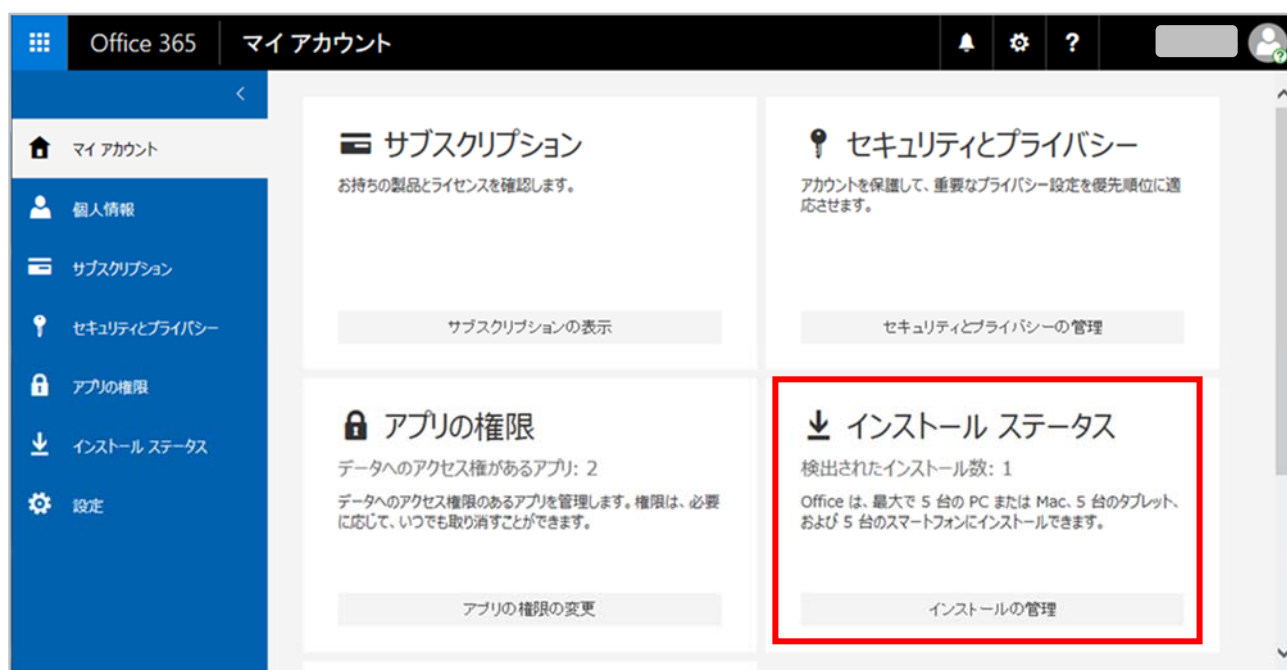 Office 365 マイ アカウント ?
マイ アカウント
個人情報
サブスクリプション
セキュリティとプライバシー
アプリの権限
インストール ステータス
設定
サブスクリプション
お持ちの製品とライセンスを確認します。
サブスクリプションの表示
セキュリティとプライバシー
アカウントを保護して、重要なプライバシー設定を優先順位に適
応させます。
セキュリティとプライバシーの管理
アプリの権限
データへのアクセス権があるアプリ: 2
データへのアクセス権限のあるアプリを管理します。権限は、必要
に応じて、いつでも取り消すことができます。
アプリの権限の変更
インストール ステータス
検出されたインストール数: 1
Office は、最大で 5 台の PC または Mac、5 台のタブレット、
および 5 台のスマートフォンにインストールできます。
インストールの管理